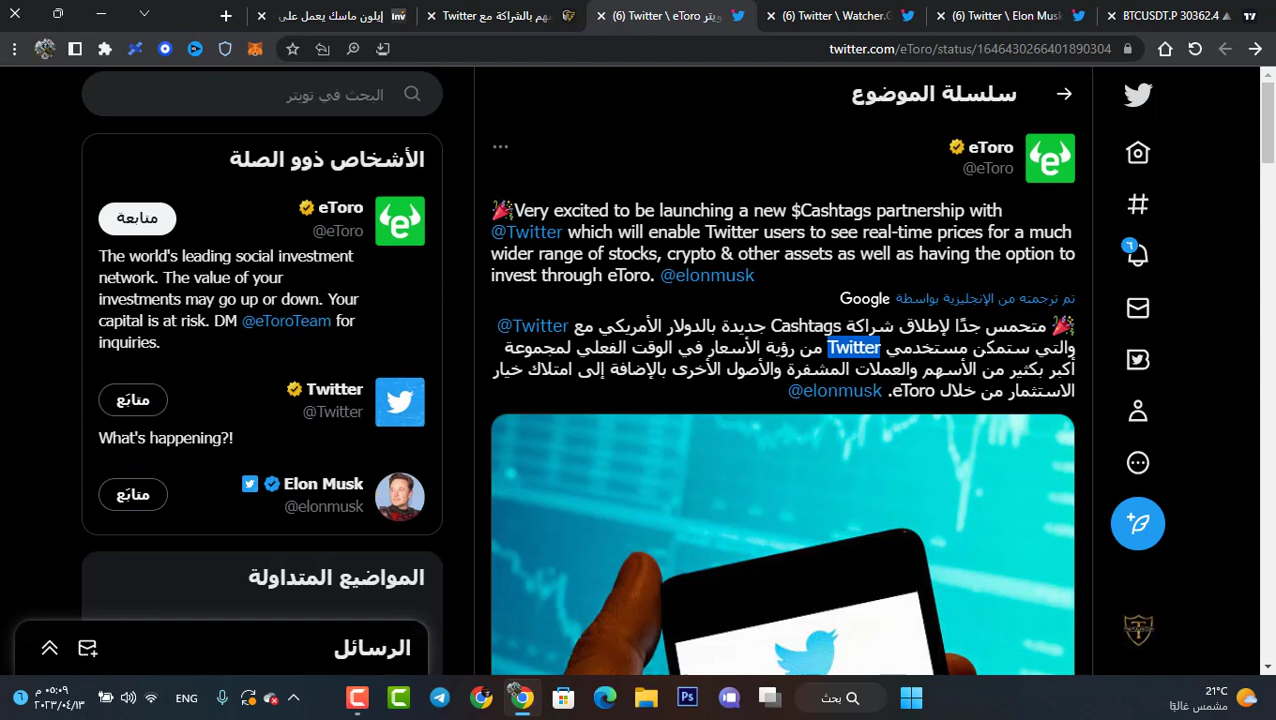 إيلون ماسك يعمل على
Inv
Twitter هم بالشراكة مع
(6) Twitter \ eToro ويتر
(6) Twitter \ Watcher.G
(6) Twitter \ Elon Musk
BTCUSDT.P 30362.4
twitter.com/eToro/status/1646430266401890304
البحث في تويتر
سلسلة الموضوع
الأشخاص ذوو الصلة
eToro
@eToro
متابعة
The world's leading social investment
network. The value of your
investments may go up or down. Your
capital is at risk. DM @eToroTeam for
inquiries.
Twitter
@Twitter
متابَع
What's happening?!
Elon Musk
@elonmusk
متابَع
المواضيع المتداولة
الرسائل
eToro
@eToro
Very excited to be launching a new $Cashtags partnership with
@Twitter which will enable Twitter users to see real-time prices for a much
wider range of stocks, crypto & other assets as well as having the option to
invest through eToro. @elonmusk
تم ترجمته من الإنجليزية بواسطة Google
متحمس جدًا لإطلاق شراكة Cashtags جديدة بالدولار الأمريكي مع @Twitter
والتي ستمكن مستخدمي Twitter من رؤية الأسعار في الوقت الفعلي لمجموعة
أكبر بكثير من الأسهم والعملات المشفرة والأصول الأخرى بالإضافة إلى امتلاك خيار
الاستثمار من خلال eToro. @elonmusk
٦
٠٥:٠٩ م
٢٠٢٣/٠٤/١٣
ENG
Ps
بحث
21°C
مشمس غالبًا